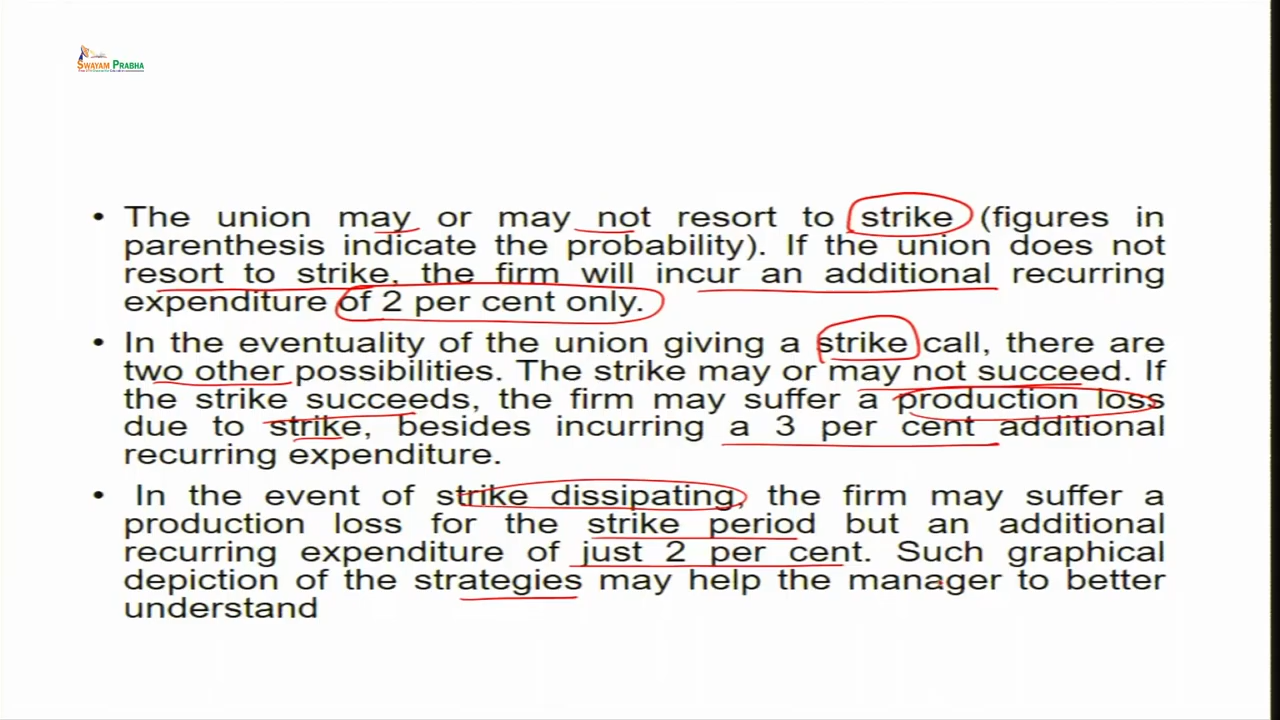 SWAYAM PRABHA
• The union may or may not resort to strike (figures in
parenthesis indicate the probability). If the union does not
resort to strike, the firm will incur an additional recurring
expenditure of 2 per cent only.
• In the eventuality of the union giving a strike call, there are
two other possibilities. The strike may or may not succeed. If
the strike succeeds, the firm may suffer a production loss
due to strike, besides incurring a 3 per cent additional
recurring expenditure.
• In the event of strike dissipating, the firm may suffer a
production loss for the strike period but an additional
recurring expenditure of just 2 per cent. Such graphical
depiction of the strategies may help the manager to better
understand